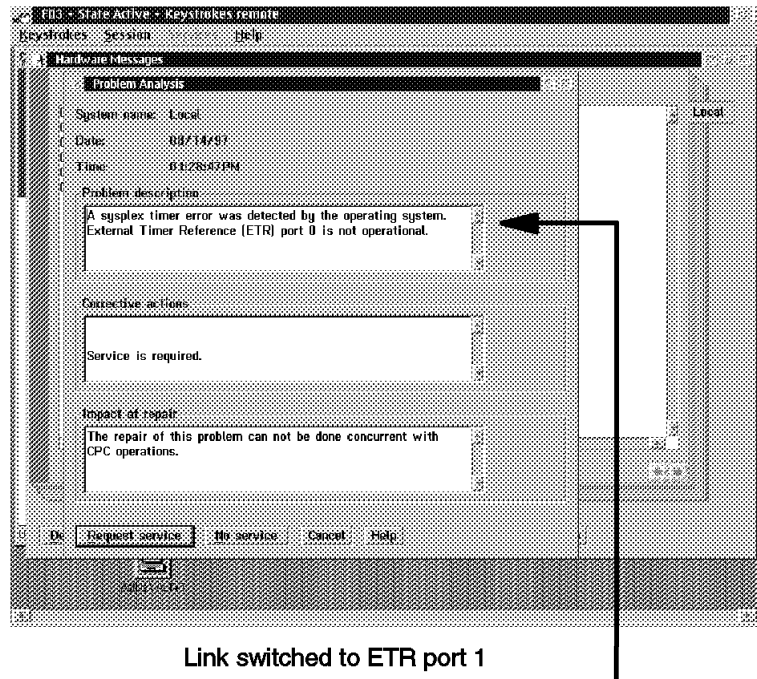 F03 - State Active - Keystrokes remote
Keystrokes Session Help
Hardware Messages
Problem Analysis
System name: Local
Local
Date:
Time: 01:28:47PM
Problem description
A sysplex timer error was detected by the operating system.
External Timer Reference (ETR) port 0 is not operational.
Corrective actions
Service is required.
Impact of repair
The repair of this problem can not be done concurrent with
CPC operations.
De Request service No service Cancel Help
Link switched to ETR port 1